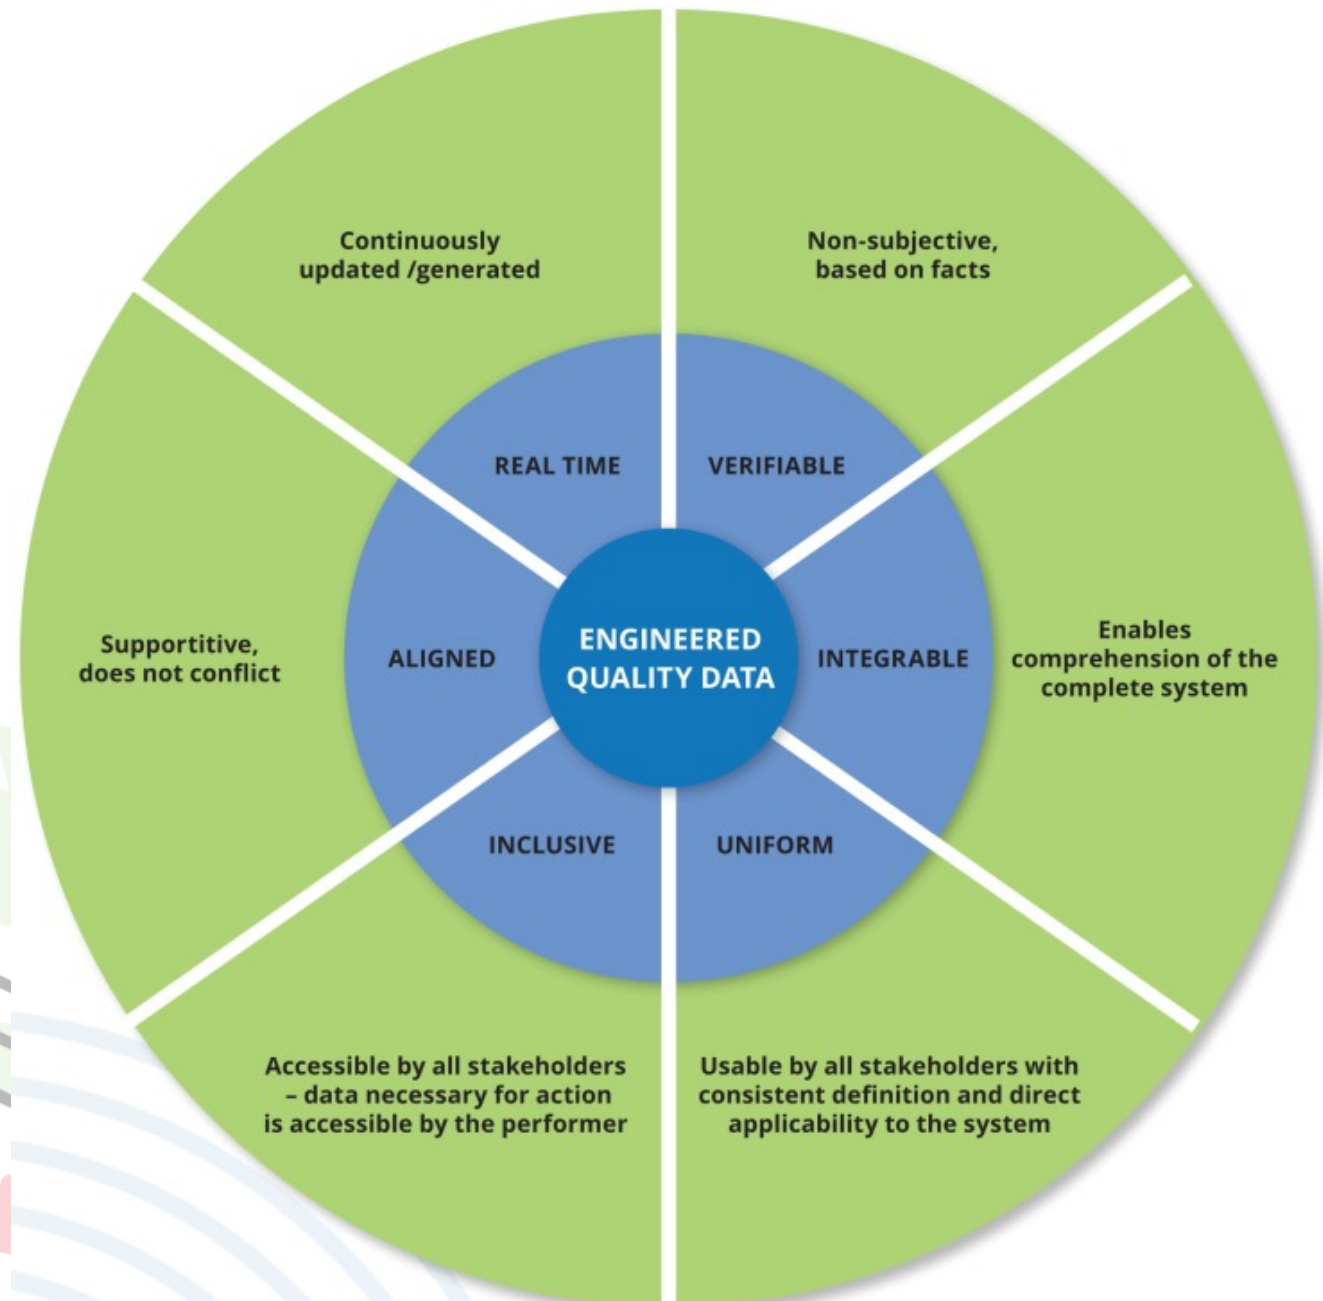 Continuously
updated /generated
Non-subjective,
based on facts
REAL TIME
VERIFIABLE
Supportitive,
does not conflict
ALIGNED
ENGINEERED
QUALITY DATA
INTEGRABLE
Enables
comprehension of the
complete system
INCLUSIVE
UNIFORM
Accessible by all stakeholders
– data necessary for action
is accessible by the performer
Usable by all stakeholders with
consistent definition and direct
applicability to the system